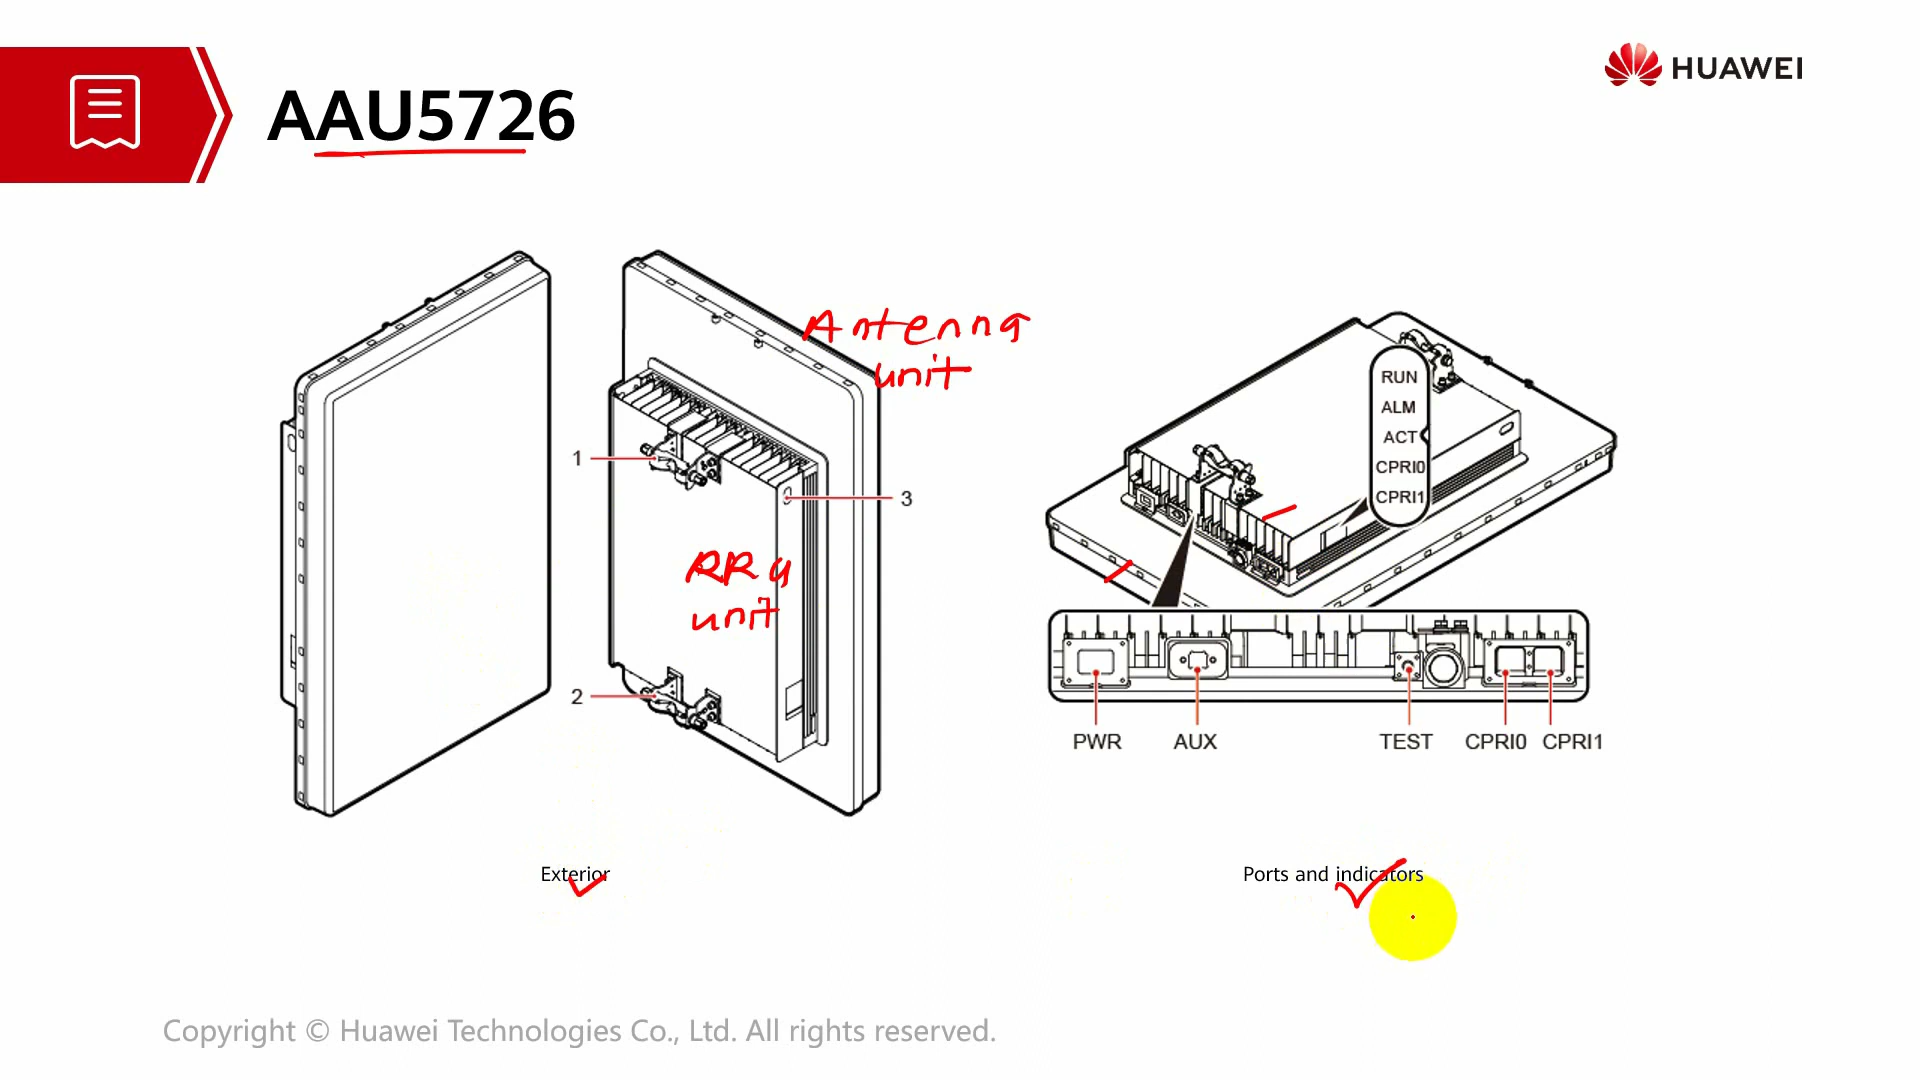 HUAWEI
AAU5726
Antenna
unit
1
3
RRU
unit
2
RUN
ALM
ACT
CPRI0
CPRI1
PWR AUX TEST CPRI0 CPRI1
Exterior
Ports and indicators
Copyright © Huawei Technologies Co., Ltd. All rights reserved.